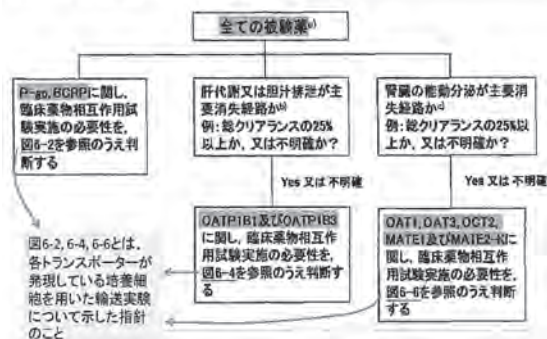 全ての被験薬a)
P-gp, BCRPに関し,
臨床薬物相互作用試
験実施の必要性を,
図6-2を参照のうえ判
断する
肝代謝又は胆汁排泄が主
要消失経路かb)
例：総クリアランスの25%
以上か, 又は不明確か？
腎臓の能動分泌が主要消
失経路かc)
例：総クリアランスの25%
以上か, 又は不明確か？
Yes 又は 不明確
Yes 又は 不明確
OATP1B1及びOATP1B3
に関し, 臨床薬物相互作
用試験実施の必要性を,
図6-4を参照のうえ判断す
る
OAT1, OAT3, OCT2,
MATE1及びMATE2-Kに
関し, 臨床薬物相互作
用試験実施の必要性を,
図6-6を参照のうえ判断
する
図6-2, 6-4, 6-6とは,
各トランスポーターが
発現している培養細
胞を用いた輸送実験
について示した指針
のこと